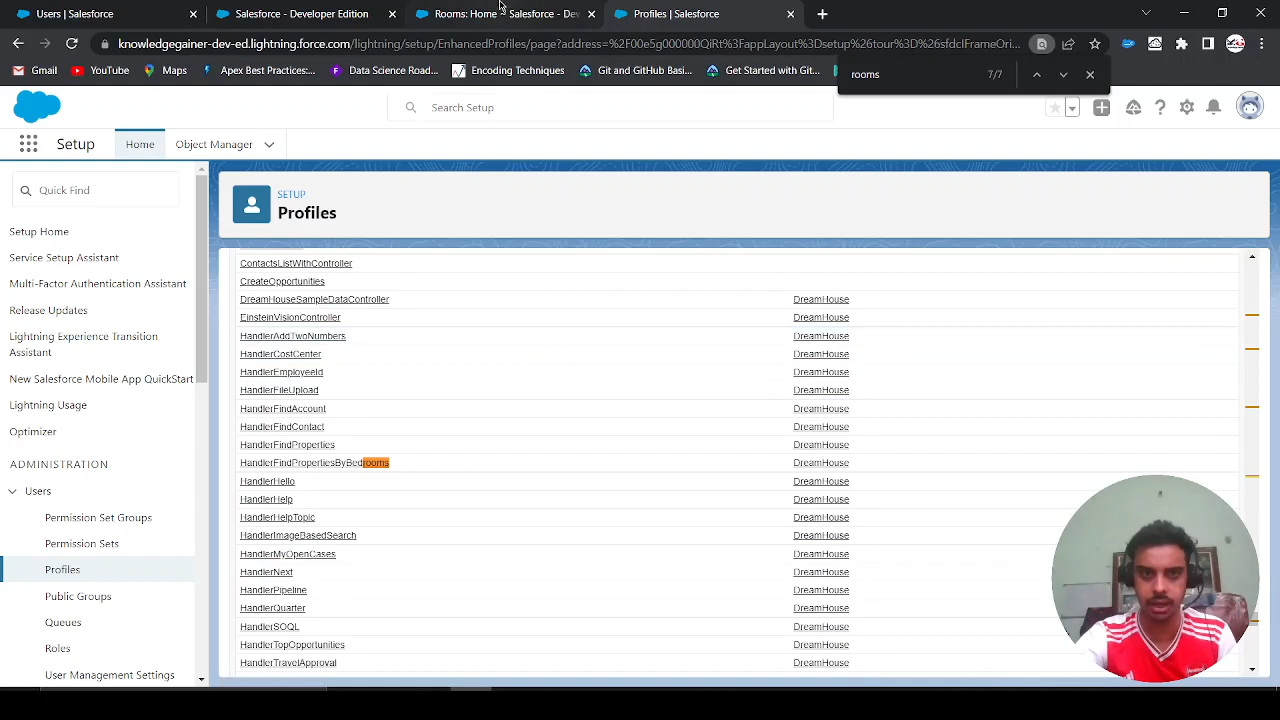 Users | Salesforce
Salesforce - Developer Edition
Rooms: Home - Salesforce - Dev
Profiles | Salesforce
knowledgegainer-dev-ed.lightning.force.com/lightning/setup/EnhancedProfiles/page?address=%2F00e5g000000QiRt%3FappLayout%3Dsetup%26tour%3D%26sfdcIFrameOri...
Gmail
YouTube
Maps
Apex Best Practices:...
Data Science Road...
Encoding Techniques
Git and GitHub Basi...
Get Started with Git...
rooms
7/7
Search Setup
Setup
Home
Object Manager
Quick Find
Setup Home
Service Setup Assistant
Multi-Factor Authentication Assistant
Release Updates
Lightning Experience Transition
Assistant
New Salesforce Mobile App QuickStart
Lightning Usage
Optimizer
ADMINISTRATION
Users
Permission Set Groups
Permission Sets
Profiles
Public Groups
Queues
Roles
User Management Settings
SETUP
Profiles
ContactsListWithController
CreateOpportunities
DreamHouseSampleDataController DreamHouse
EinsteinVisionController DreamHouse
HandlerAddTwoNumbers DreamHouse
HandlerCostCenter DreamHouse
HandlerEmployeeId DreamHouse
HandlerFileUpload DreamHouse
HandlerFindAccount DreamHouse
HandlerFindContact DreamHouse
HandlerFindProperties DreamHouse
HandlerFindPropertiesByBedrooms DreamHouse
HandlerHello DreamHouse
HandlerHelp DreamHouse
HandlerHelpTopic DreamHouse
HandlerImageBasedSearch DreamHouse
HandlerMyOpenCases DreamHouse
HandlerNext DreamHouse
HandlerPipeline DreamHouse
HandlerQuarter DreamHouse
HandlerSOQL DreamHouse
HandlerTopOpportunities DreamHouse
HandlerTravelApproval DreamHouse